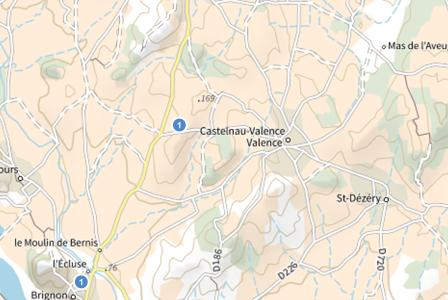 Mas de l'Aveu
169
1
Castelnau-Valence
Valence
ours
St-Dézéry
le Moulin de Bernis
l'Écluse
76
D186
D226
D720
1
Brignon